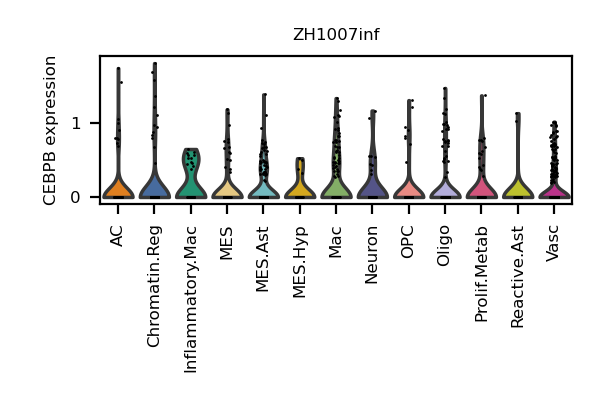 ZH1007inf
CEBPB expression
1
0
AC
Chromatin.Reg
Inflammatory.Mac
MES
MES.Ast
MES.Hyp
Mac
Neuron
OPC
Oligo
Prolif.Metab
Reactive.Ast
Vasc